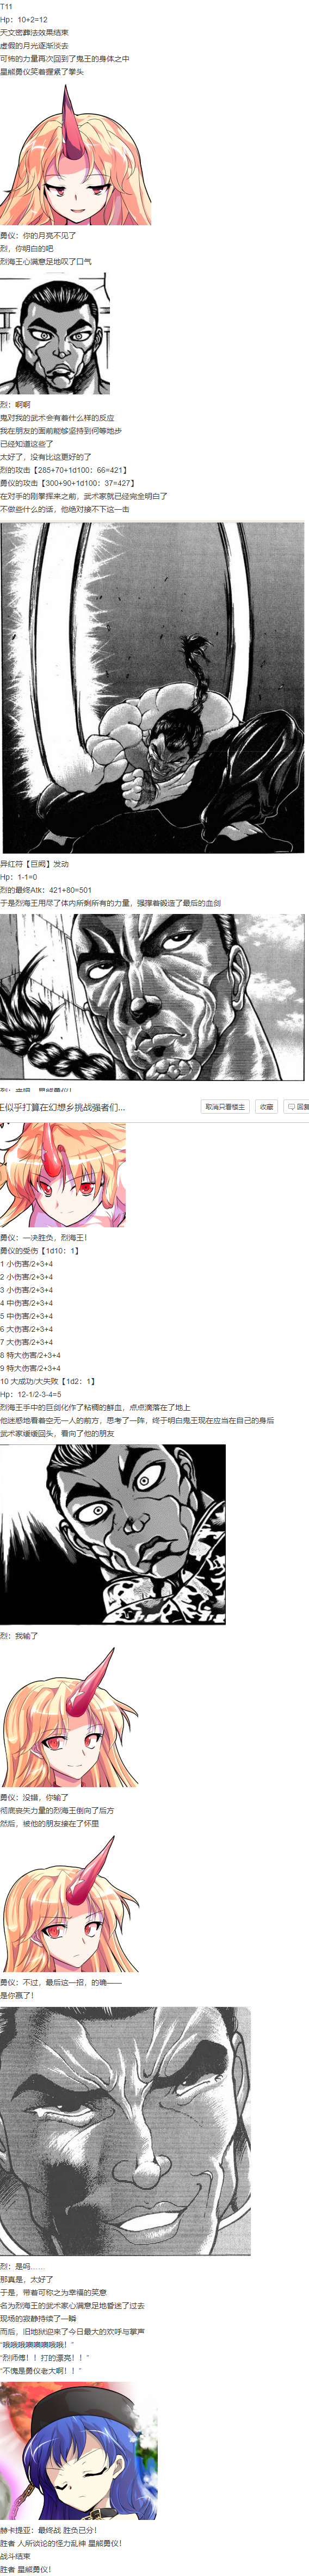 T11
Hp：10+2=12
天文密葬法效果结束
虚假的月光逐渐淡去
可怖的力量再次回到了鬼王的身体之中
星熊勇仪笑着握紧了拳头
勇仪：你的月亮不见了
烈，你明白的吧
烈海王心满意足地叹了口气
烈：啊啊
鬼对我的武术会有着什么样的反应
我在朋友的面前能够坚持到何等地步
已经知道这些了
太好了，没有比这更好的了
烈的攻击【285+70+1d100：66=421】
勇仪的攻击【300+90+1d100：37=427】
在对手的刚拳挥来之前，武术家就已经完全明白了
不做些什么的话，他绝对接不下这一击
异红符【巨阙】发动
Hp：1-1=0
烈的最终Atk：421+80=501
于是烈海王用尽了体内所剩所有的力量，强撑着锻造了最后的血剑
烈：来吧，星熊勇仪！
王似乎打算在幻想乡挑战强者们...
取消只看楼主
收藏
回复
勇仪：一决胜负，烈海王！
勇仪的受伤【1d10：1】
1 小伤害/2+3+4
2 小伤害/2+3+4
3 小伤害/2+3+4
4 中伤害/2+3+4
5 中伤害/2+3+4
6 大伤害/2+3+4
7 大伤害/2+3+4
8 特大伤害/2+3+4
9 特大伤害/2+3+4
10 大成功/大失败【1d2：1】
Hp：12-1/2-3-4=5
烈海王手中的巨剑化作了粘稠的鲜血，点点滴落在了地上
他迷惑地看着空无一人的前方，思考了一阵，终于明白鬼王现在应当在自己的身后
武术家缓缓回头，看向了他的朋友
烈：我输了
勇仪：没错，你输了
彻底丧失力量的烈海王倒向了后方
然后，被他的朋友接在了怀里
勇仪：不过，最后这一招，的确——
是你赢了！
烈：是吗……
那真是，太好了
于是，带着可称之为幸福的笑意
名为烈海王的武术家心满意足地昏迷了过去
现场的寂静持续了一瞬
而后，旧地狱迎来了今日最大的欢呼与掌声
“哦哦哦噢噢噢哦哦！”
“烈师傅！！打的漂亮！！”
“不愧是勇仪老大啊！！”
赫卡提亚：最终战 胜负已分！
胜者 人所谈论的怪力乱神 星熊勇仪！
战斗结束
胜者 星熊勇仪！